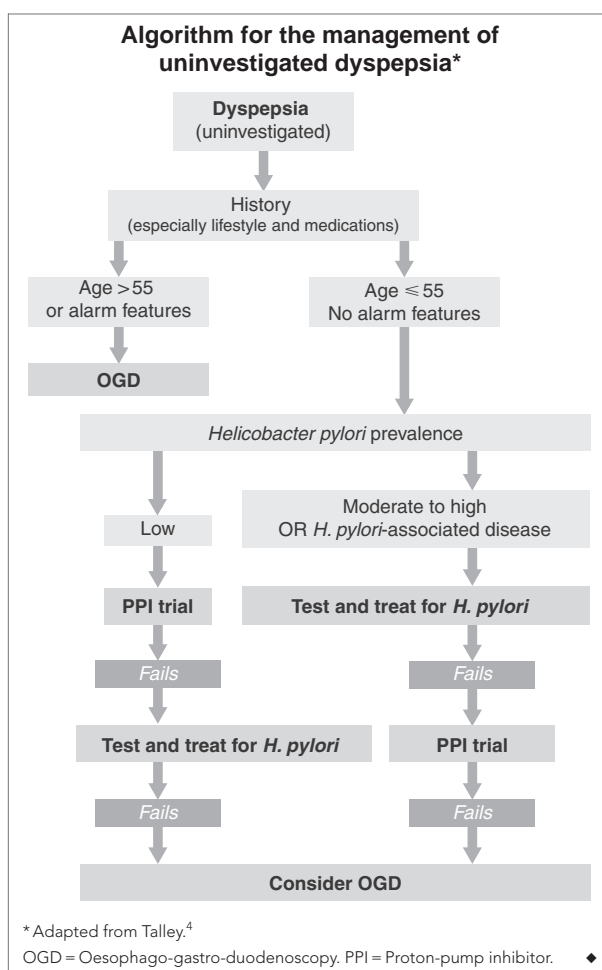 Algorithm for the management of
uninvestigated dyspepsia*
Dyspepsia
(uninvestigated)
History
(especially lifestyle and medications)
Age >55
or alarm features
Age ⩽ 55
No alarm features
OGD
Helicobacter pylori prevalence
Low
Moderate to high
OR H. pylori-associated disease
PPI trial
Test and treat for H. pylori
Fails
Fails
Test and treat for H. pylori
PPI trial
Fails
Fails
Consider OGD
* Adapted from Talley.4
OGD = Oesophago-gastro-duodenoscopy. PPI = Proton-pump inhibitor. ◆